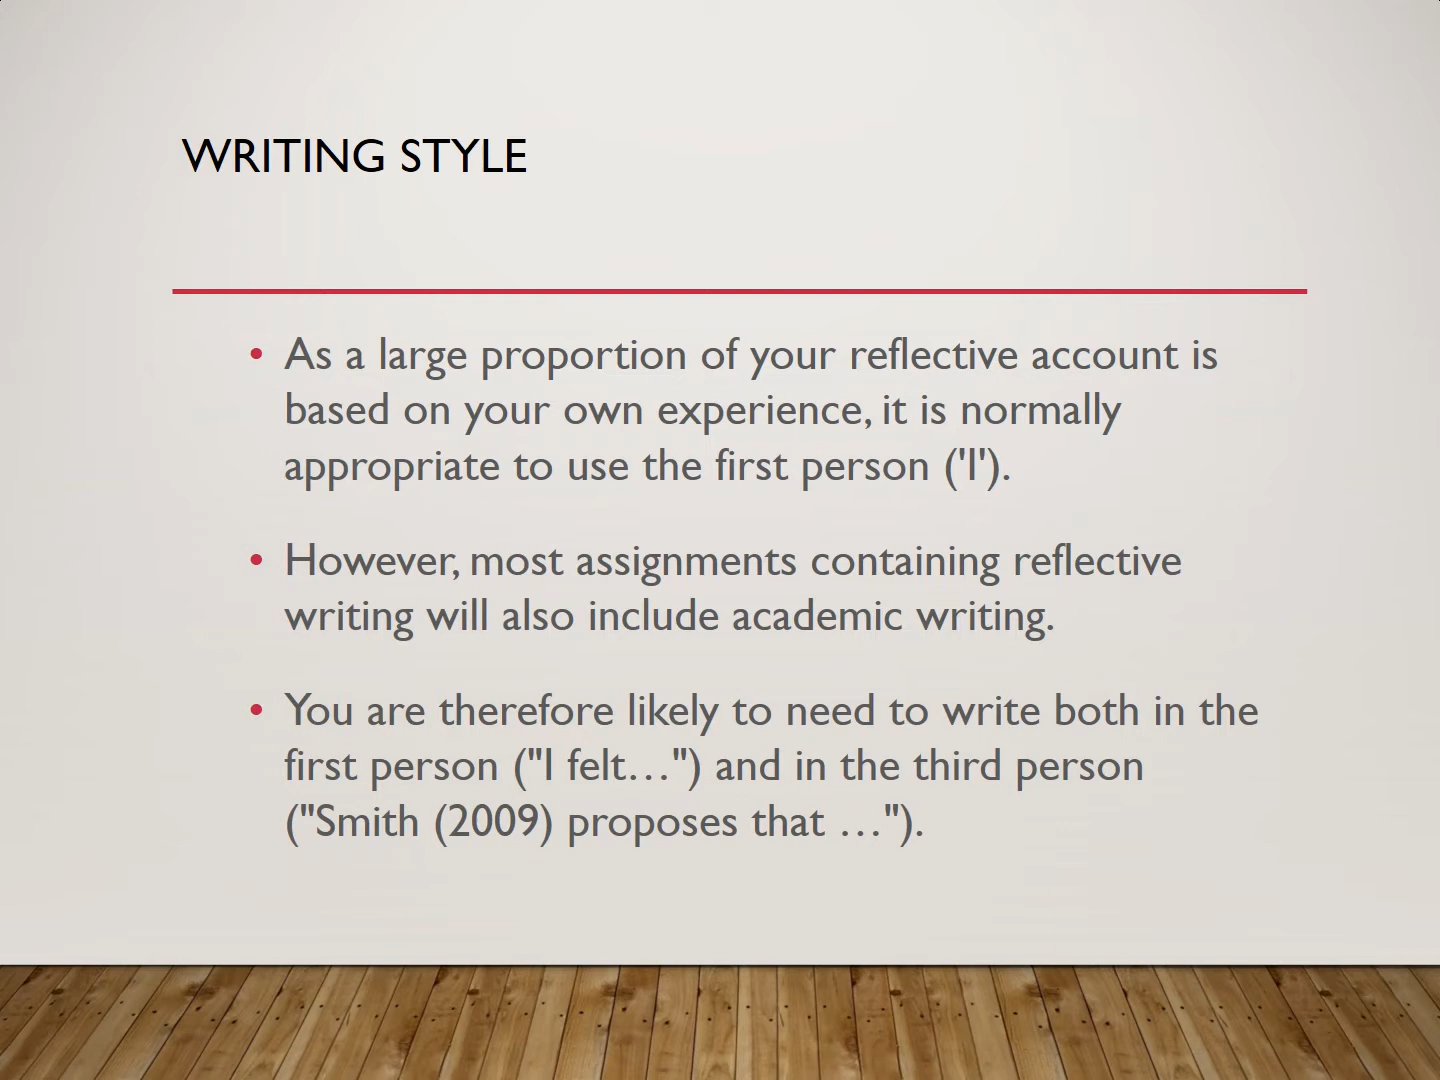 WRITING STYLE
• As a large proportion of your reflective account is
based on your own experience, it is normally
appropriate to use the first person ('I').
• However, most assignments containing reflective
writing will also include academic writing.
• You are therefore likely to need to write both in the
first person ("I felt…") and in the third person
("Smith (2009) proposes that …").